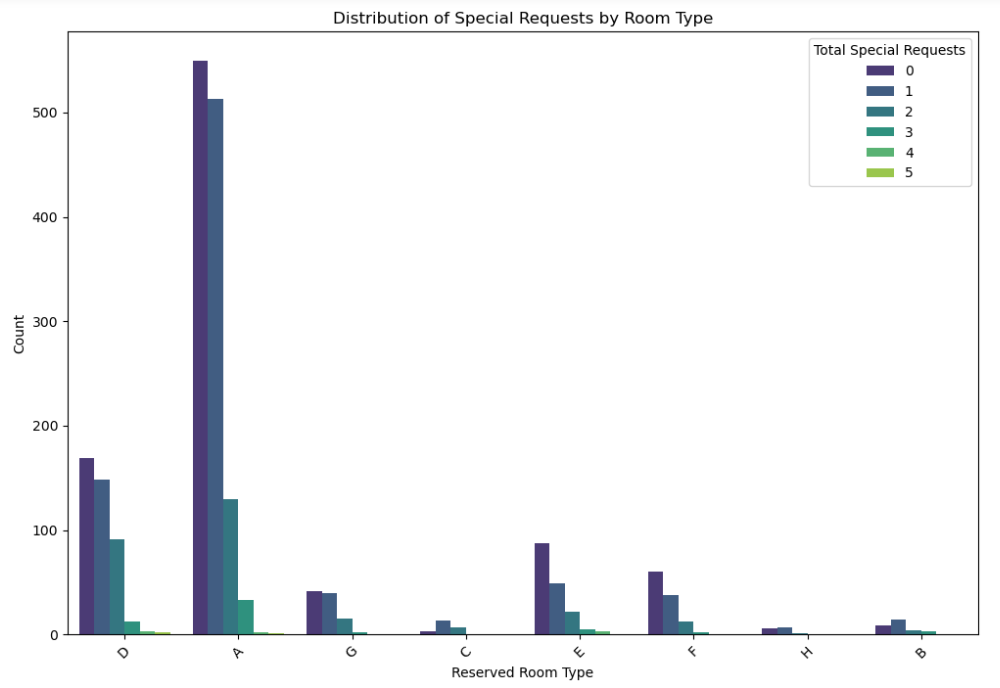 Distribution of Special Requests by Room Type
Total Special Requests
0
1
2
3
4
5
500
400
300
200
100
0
Count
D A G C E F H B
Reserved Room Type